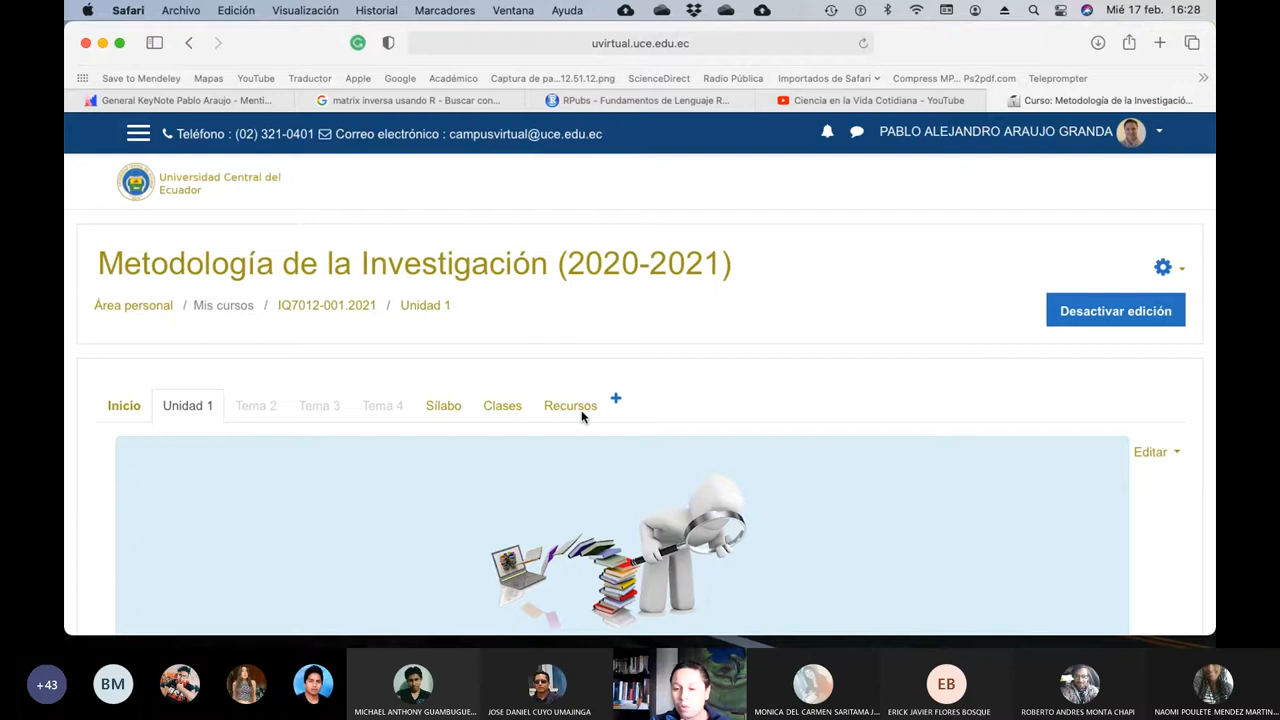 Safari Archivo Edición Visualización Historial Marcadores Ventana Ayuda Mié 17 feb. 16:28
uvirtual.uce.edu.ec
Save to Mendeley Mapas YouTube Traductor Apple Google Académico Captura de pa...12.51.12.png ScienceDirect Radio Pública Importados de Safari Compress MP... Ps2pdf.com Teleprompter
General KeyNote Pablo Araujo - Menti... matrix inversa usando R - Buscar con... RPubs - Fundamentos de Lenguaje R... Ciencia en la Vida Cotidiana - YouTube Curso: Metodología de la Investigació...
Teléfono : (02) 321-0401 Correo electrónico : campusvirtual@uce.edu.ec PABLO ALEJANDRO ARAUJO GRANDA
Universidad Central del
Ecuador
Metodología de la Investigación (2020-2021)
Área personal / Mis cursos / IQ7012-001.2021 / Unidad 1
Desactivar edición
Inicio Unidad 1 Tema 2 Tema 3 Tema 4 Sílabo Clases Recursos +
Editar
+43 BM EB
MICHAEL ANTHONY GUAMBUGUE... JOSE DANIEL CUYO UMAJINGA MONICA DEL CARMEN SARITAMA J... ERICK JAVIER FLORES BOSQUE ROBERTO ANDRES MONTA CHAPI NAOMI POULETE MENDEZ MARTIN...